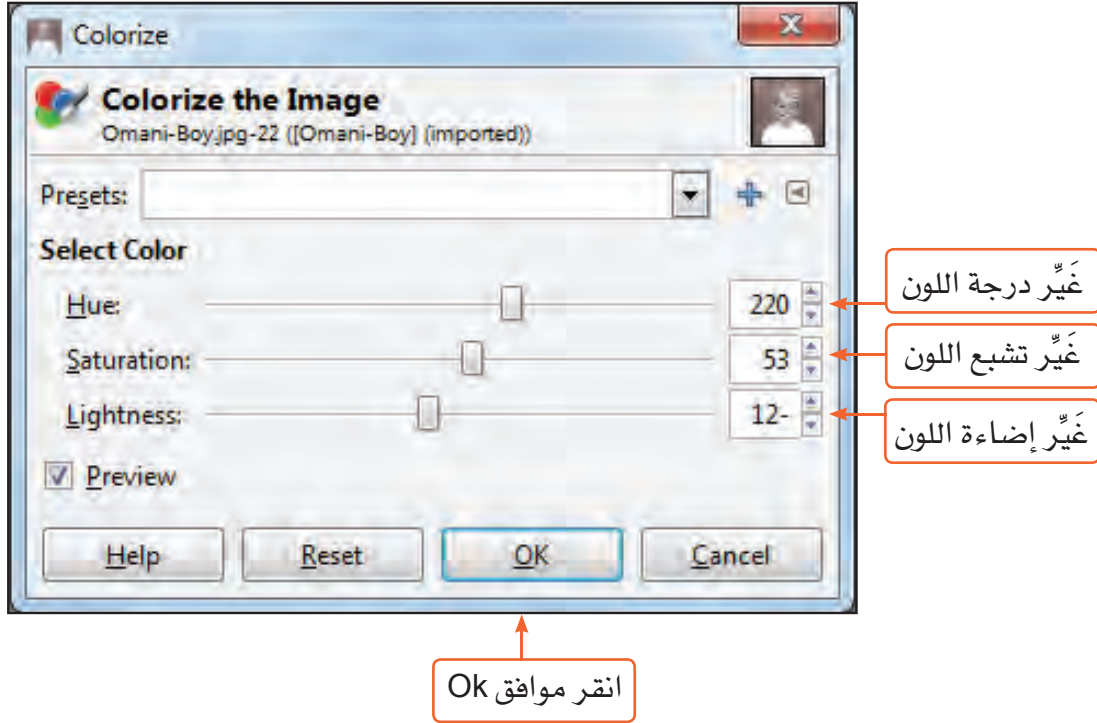 Colorize
Colorize the Image
Omani-Boy.jpg-22 ([Omani-Boy] (imported))
Presets:
Select Color
Hue: 220
غَيِّر درجة اللون
Saturation: 53
غَيِّر تشبع اللون
Lightness: 12-
غَيِّر إضاءة اللون
Preview
Help Reset OK Cancel
انقر موافق Ok